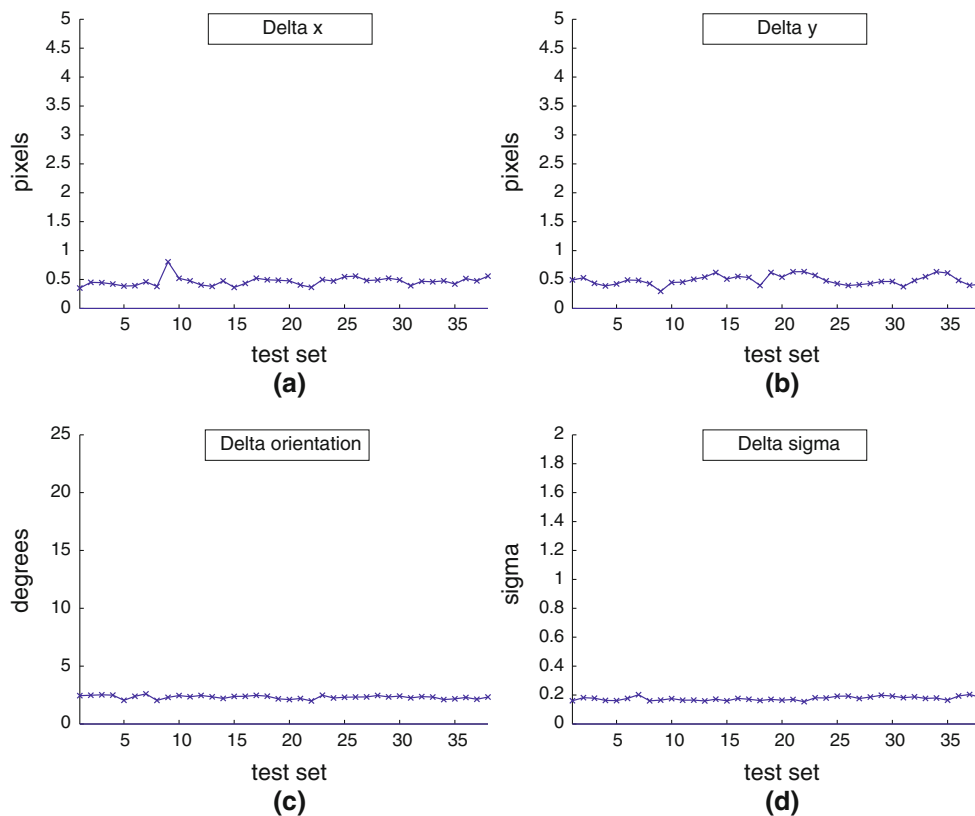 Delta x
5
4.5
4
3.5
3
2.5
2
1.5
1
0.5
0
pixels
5 10 15 20 25 30 35
test set
(a)
Delta y
5
4.5
4
3.5
3
2.5
2
1.5
1
0.5
0
pixels
5 10 15 20 25 30 35
test set
(b)
Delta orientation
25
20
15
10
5
0
degrees
5 10 15 20 25 30 35
test set
(c)
Delta sigma
2
1.8
1.6
1.4
1.2
1
0.8
0.6
0.4
0.2
0
sigma
5 10 15 20 25 30 35
test set
(d)